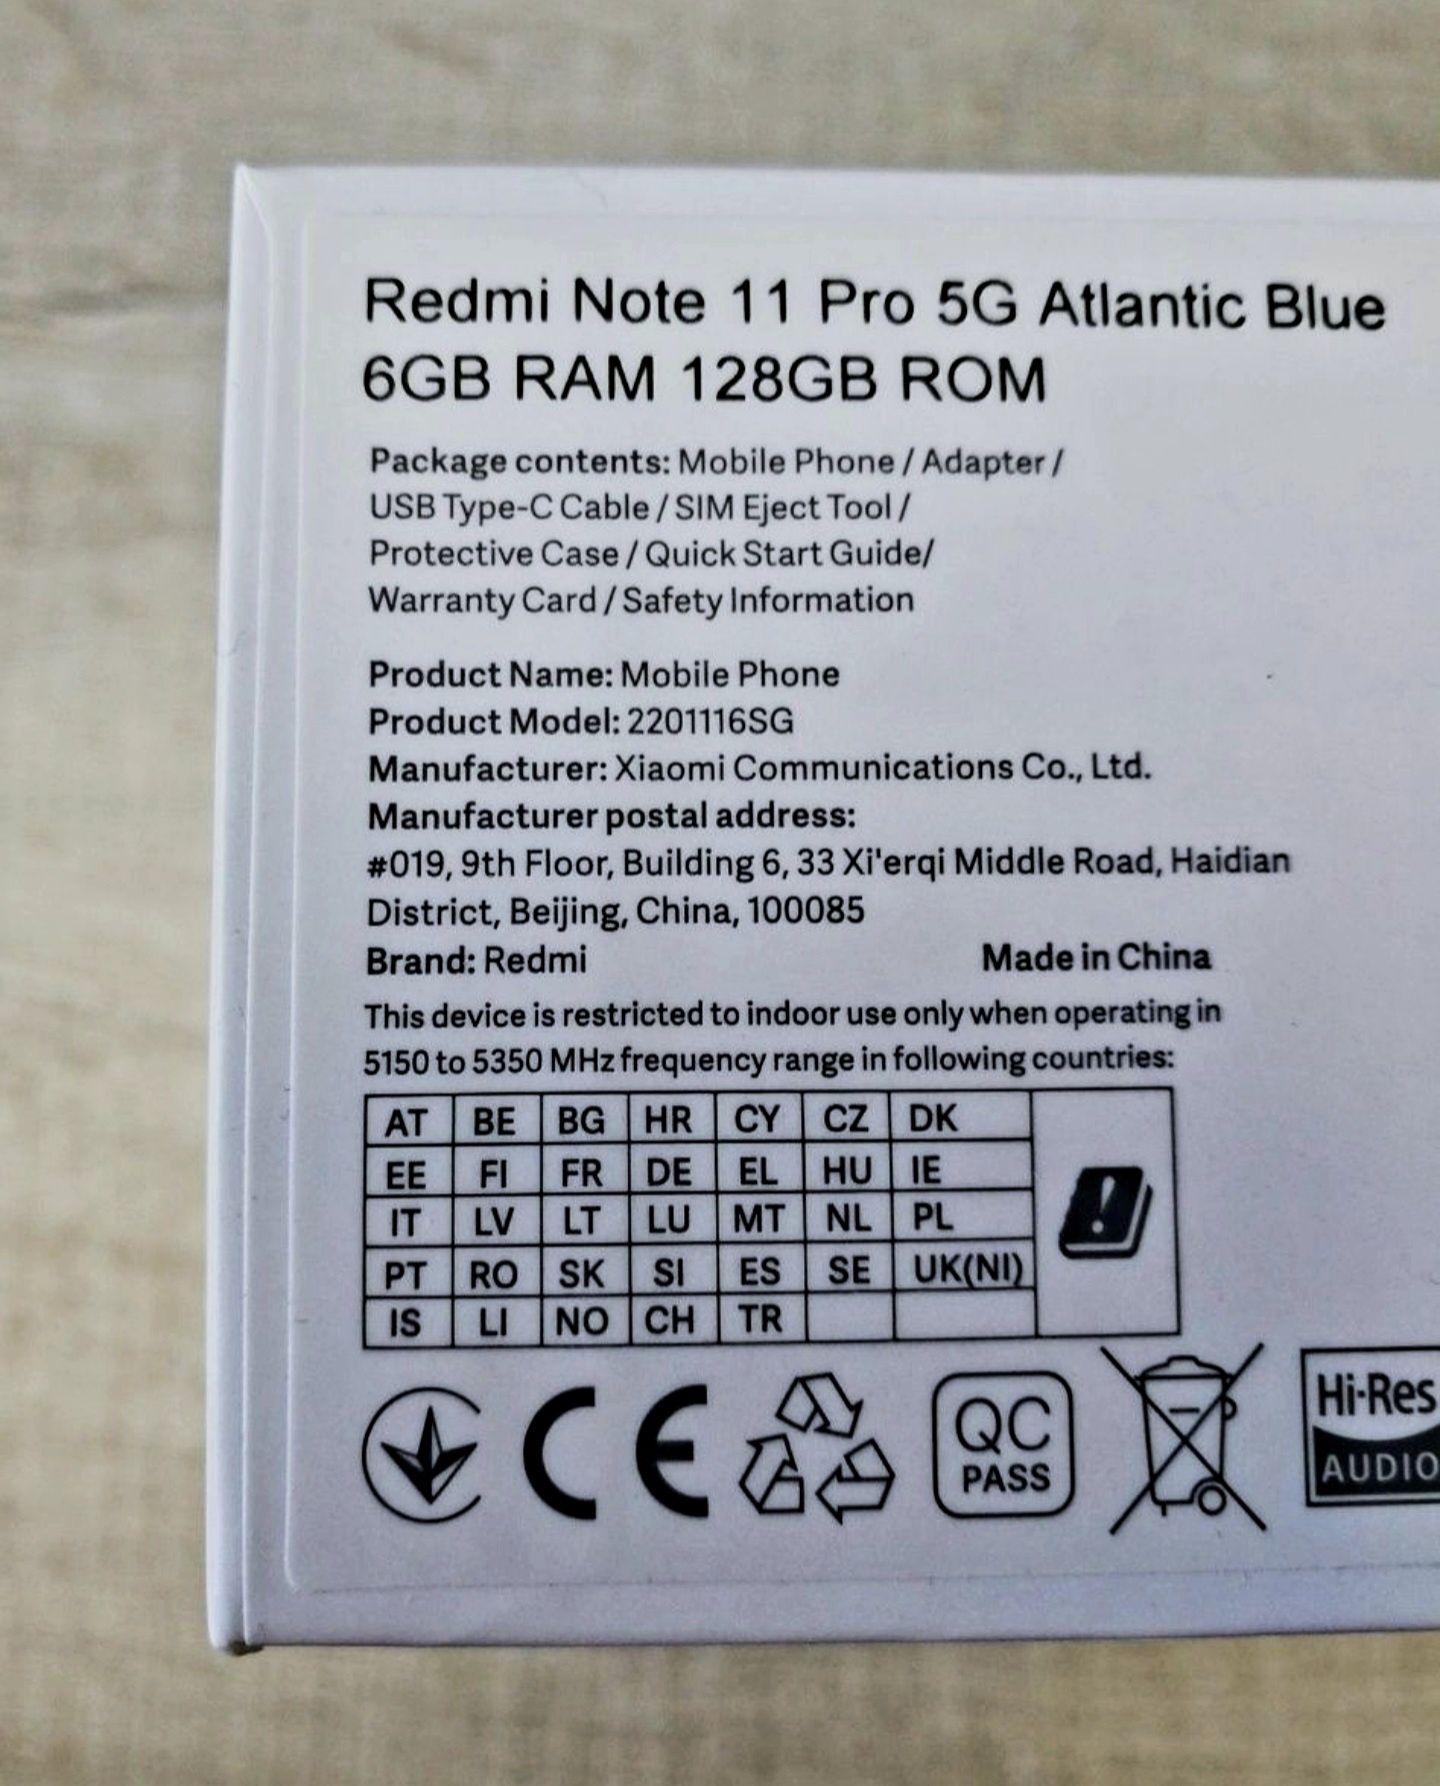 Redmi Note 11 Pro 5G Atlantic Blue
6GB RAM 128GB ROM
Package contents: Mobile Phone / Adapter /
USB Type-C Cable / SIM Eject Tool /
Protective Case / Quick Start Guide/
Warranty Card / Safety Information
Product Name: Mobile Phone
Product Model: 2201116SG
Manufacturer: Xiaomi Communications Co., Ltd.
Manufacturer postal address:
#019, 9th Floor, Building 6, 33 Xi'erqi Middle Road, Haidian
District, Beijing, China, 100085
Brand: Redmi Made in China
This device is restricted to indoor use only when operating in
5150 to 5350 MHz frequency range in following countries:
AT BE BG HR CY CZ DK
EE FI FR DE EL HU IE
IT LV LT LU MT NL PL
PT RO SK SI ES SE UK(NI)
IS LI NO CH TR
CE
QC
PASS
Hi-Res
AUDIO